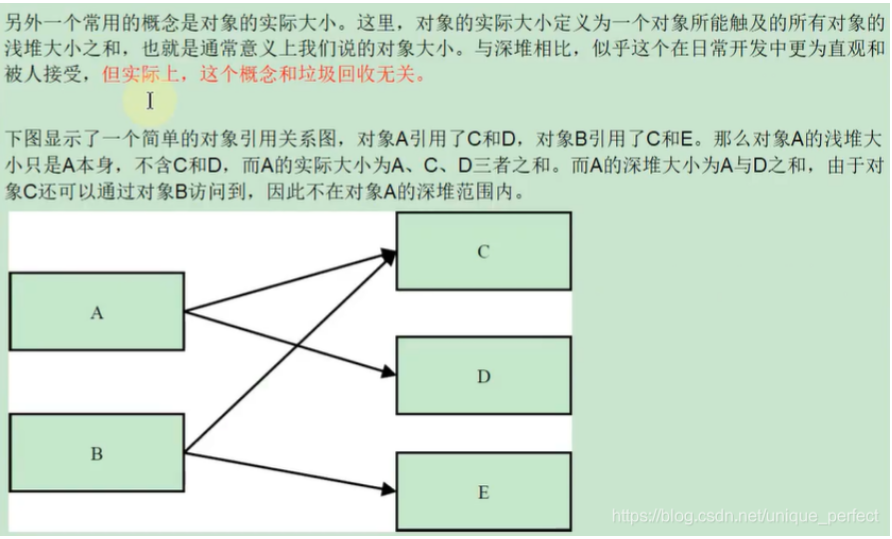 另外一个常用的概念是对象的实际大小。这里，对象的实际大小定义为一个对象所能触及的所有对象的
浅堆大小之和，也就是通常意义上我们说的对象大小。与深堆相比，似乎这个在日常开发中更为直观和
被人接受，但实际上，这个概念和垃圾回收无关。
下图显示了一个简单的对象引用关系图，对象A引用了C和D，对象B引用了C和E。那么对象A的浅堆大
小只是A本身，不含C和D，而A的实际大小为A、C、D三者之和。而A的深堆大小为A与D之和，由于对
象C还可以通过对象B访问到，因此不在对象A的深堆范围内。
C
A
D
B
E
https://blog.csdn.net/unique_perfect